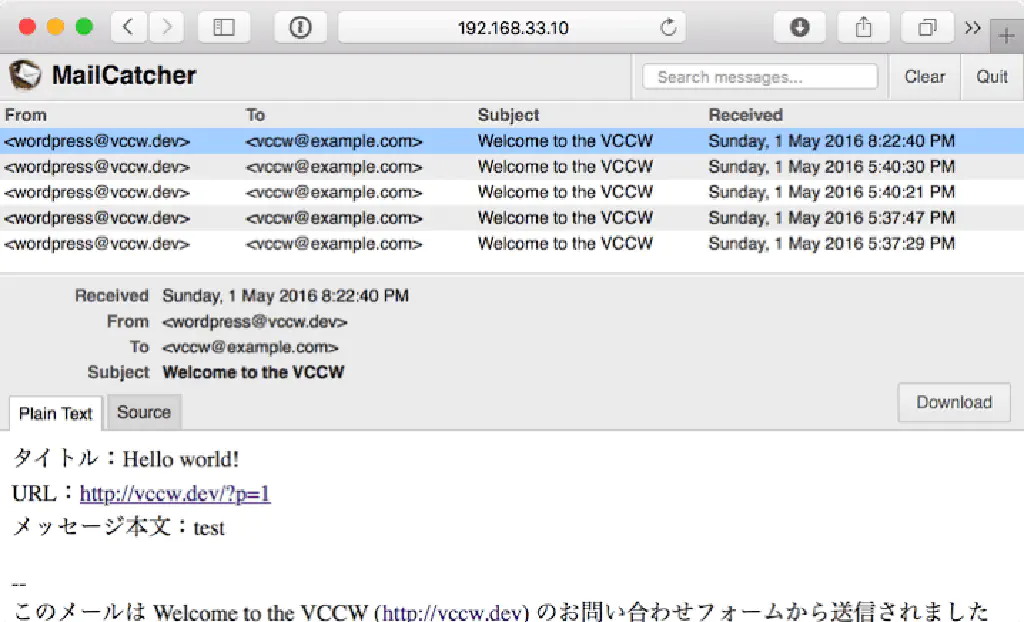 192.168.33.10
MailCatcher
Search messages...
Clear
Quit
From To Subject Received
<wordpress@vccw.dev> <vccw@example.com> Welcome to the VCCW Sunday, 1 May 2016 8:22:40 PM
<wordpress@vccw.dev> <vccw@example.com> Welcome to the VCCW Sunday, 1 May 2016 5:40:30 PM
<wordpress@vccw.dev> <vccw@example.com> Welcome to the VCCW Sunday, 1 May 2016 5:40:21 PM
<wordpress@vccw.dev> <vccw@example.com> Welcome to the VCCW Sunday, 1 May 2016 5:37:47 PM
<wordpress@vccw.dev> <vccw@example.com> Welcome to the VCCW Sunday, 1 May 2016 5:37:29 PM
Received Sunday, 1 May 2016 8:22:40 PM
From <wordpress@vccw.dev>
To <vccw@example.com>
Subject Welcome to the VCCW
Plain Text
Source
Download
タイトル：Hello world!
URL：http://vccw.dev/?p=1
メッセージ本文：test
--
このメールは Welcome to the VCCW (http://vccw.dev) のお問い合わせフォームから送信されました